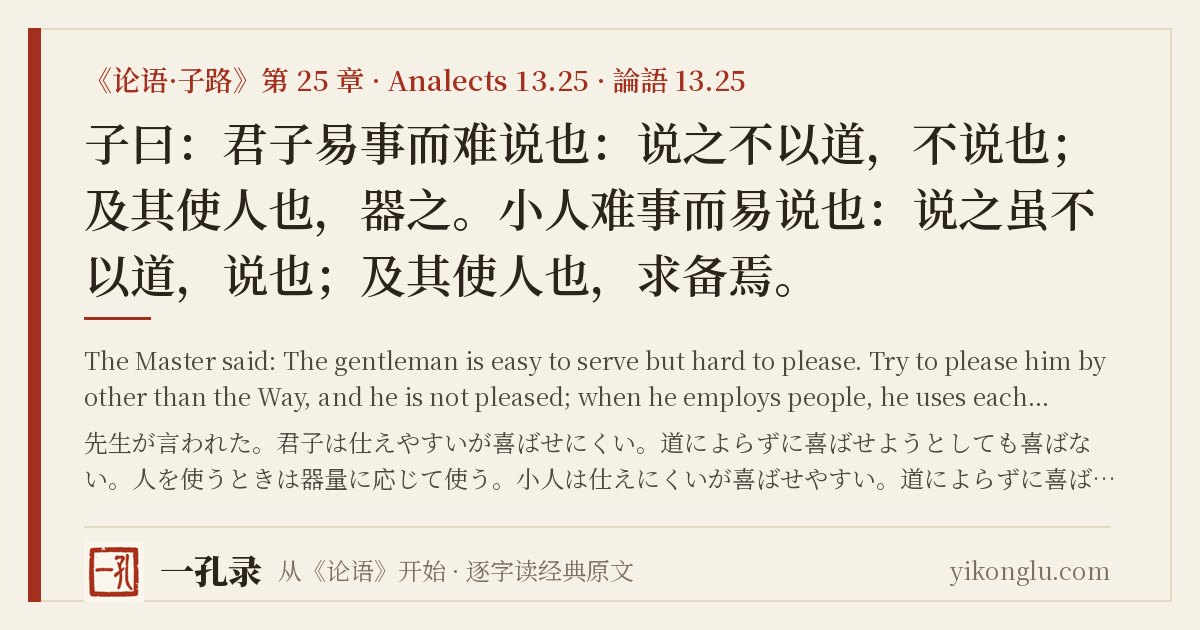 《论语·子路》第 25 章 · Analects 13.25 · 論語 13.25
子曰：君子易事而难说也：说之不以道，不说也；
及其使人也，器之。小人难事而易说也：说之虽不
以道，说也；及其使人也，求备焉。
The Master said: The gentleman is easy to serve but hard to please. Try to please him by
other than the Way, and he is not pleased; when he employs people, he uses each...
先生が言われた。君子は仕えやすいが喜ばせにくい。道によらずに喜ばせようとしても喜ばな
い。人を使うときは器量に応じて使う。小人は仕えにくいが喜ばせやすい。道によらずに喜ば…
一孔
一孔录 从《论语》开始 · 逐字读经典原文 yikonglu.com